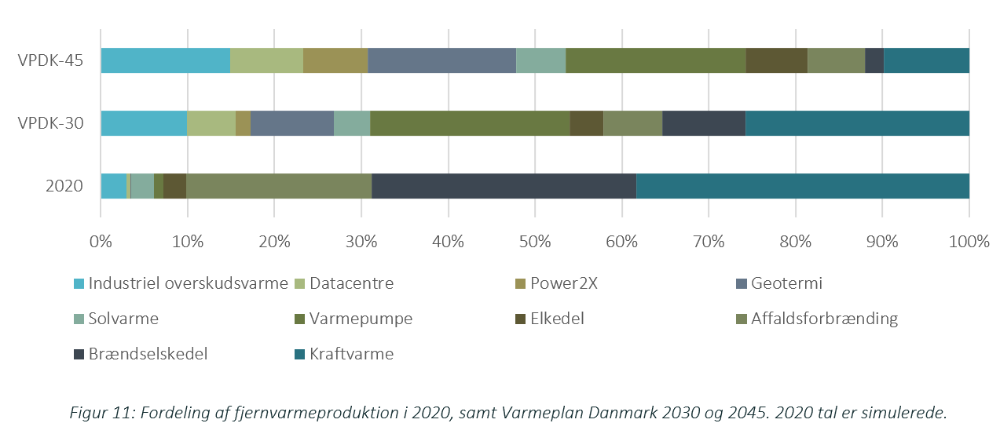 VPDK-45
VPDK-30
2020
0% 10% 20% 30% 40% 50% 60% 70% 80% 90% 100%
Industriel overskudsvarme Datacentre Power2X Geotermi
Solvarme Varmepumpe Elkedel Affaldsforbrænding
Brændselskedel Kraftvarme
Figur 11: Fordeling af fjernvarmeproduktion i 2020, samt Varmeplan Danmark 2030 og 2045. 2020 tal er simulerede.